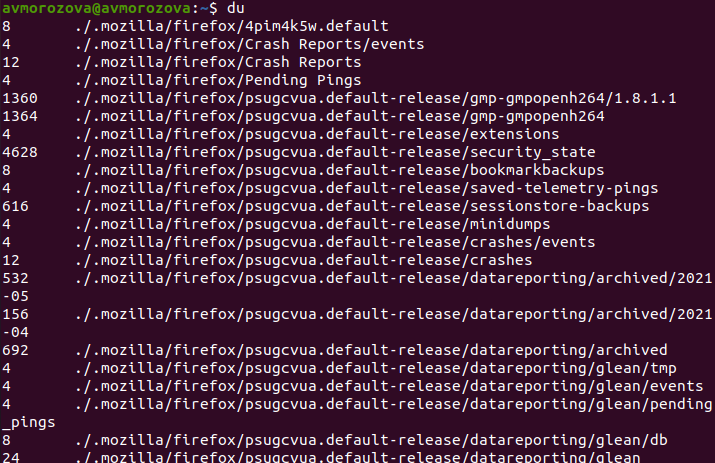 avmorozova@avmorozova:~$ du
8       ./.mozilla/firefox/4pim4k5w.default
4       ./.mozilla/firefox/Crash Reports/events
12      ./.mozilla/firefox/Crash Reports
4       ./.mozilla/firefox/Pending Pings
1360    ./.mozilla/firefox/psugcvua.default-release/gmp-gmpopenh264/1.8.1.1
1364    ./.mozilla/firefox/psugcvua.default-release/gmp-gmpopenh264
4       ./.mozilla/firefox/psugcvua.default-release/extensions
4628    ./.mozilla/firefox/psugcvua.default-release/security_state
8       ./.mozilla/firefox/psugcvua.default-release/bookmarkbackups
4       ./.mozilla/firefox/psugcvua.default-release/saved-telemetry-pings
616     ./.mozilla/firefox/psugcvua.default-release/sessionstore-backups
4       ./.mozilla/firefox/psugcvua.default-release/minidumps
4       ./.mozilla/firefox/psugcvua.default-release/crashes/events
12      ./.mozilla/firefox/psugcvua.default-release/crashes
532     ./.mozilla/firefox/psugcvua.default-release/datareporting/archived/2021
-05
156     ./.mozilla/firefox/psugcvua.default-release/datareporting/archived/2021
-04
692     ./.mozilla/firefox/psugcvua.default-release/datareporting/archived
4       ./.mozilla/firefox/psugcvua.default-release/datareporting/glean/tmp
4       ./.mozilla/firefox/psugcvua.default-release/datareporting/glean/events
4       ./.mozilla/firefox/psugcvua.default-release/datareporting/glean/pending
_pings
8       ./.mozilla/firefox/psugcvua.default-release/datareporting/glean/db
24      ./.mozilla/firefox/psugcvua.default-release/datareporting/glean